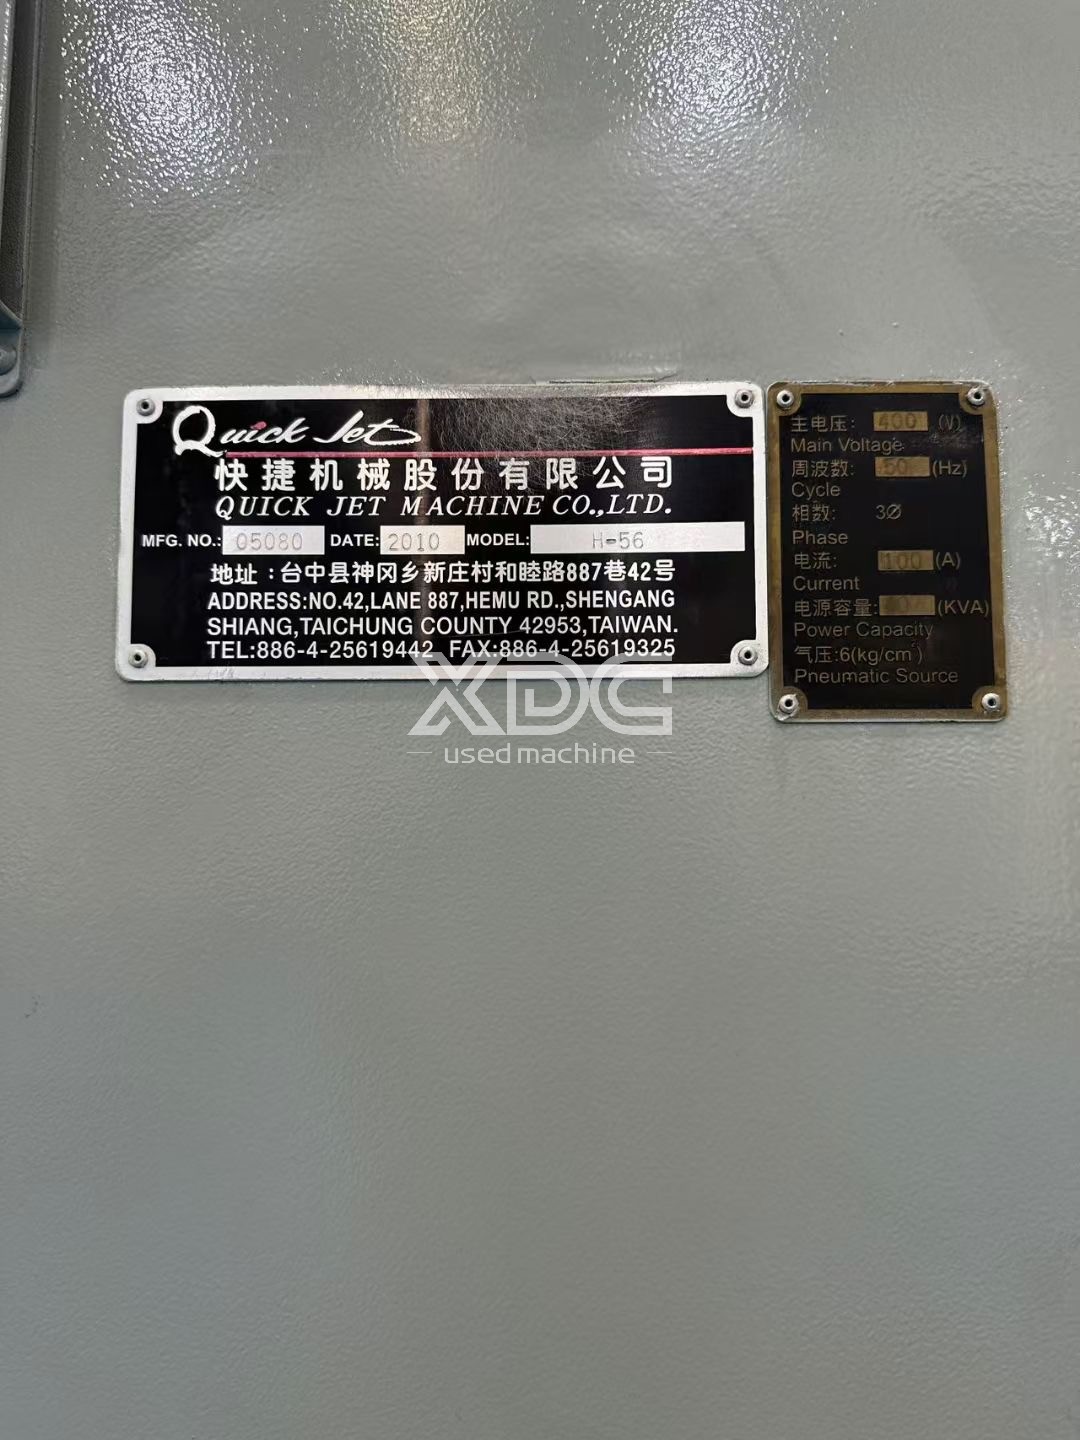 Quick Jet
快捷机械股份有限公司
QUICK JET MACHINE CO.,LTD.
MFG. NO.: 05080 DATE: 2010 MODEL: H-56
地址：台中县神冈乡新庄村和睦路887巷42号
ADDRESS:NO.42,LANE 887,HEMU RD.,SHENGANG
SHIANG,TAICHUNG COUNTY 42953,TAIWAN.
TEL:886-4-25619442 FAX:886-4-25619325
主电压: 400 (V)
Main Voltage
周波数: 50 (Hz)
Cycle
相数: 3Ø
Phase
电流: 100 (A)
Current
电源容量: (KVA)
Power Capacity
气压:6(kg/cm²)
Pneumatic Source
XDC
used machine